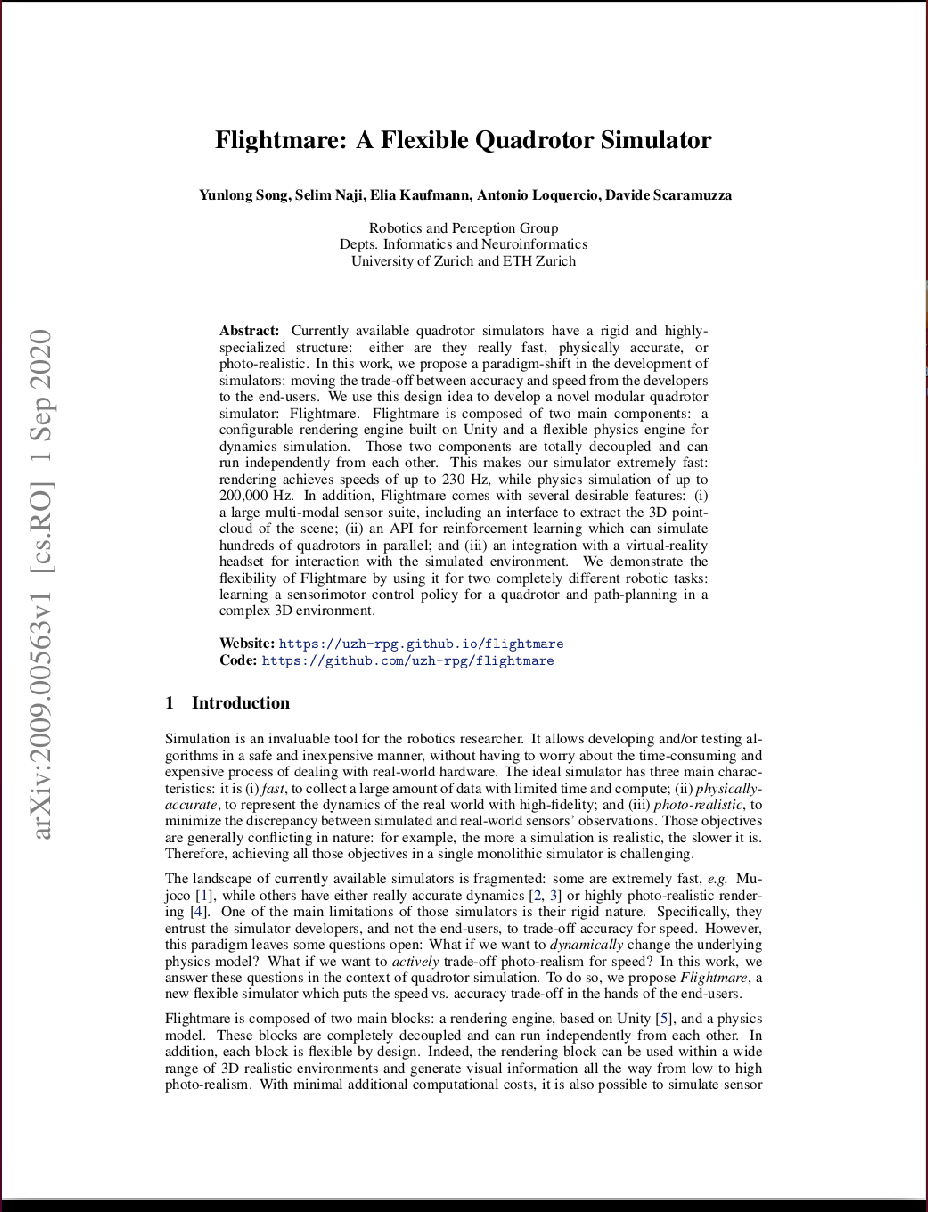 Flightmare: A Flexible Quadrotor Simulator
Yunlong Song, Selim Naji, Elia Kaufmann, Antonio Loquercio, Davide Scaramuzza
Robotics and Perception Group
Depts. Informatics and Neuroinformatics
University of Zurich and ETH Zurich
arXiv:2009.00563v1 [cs.RO] 1 Sep 2020
Abstract: Currently available quadrotor simulators have a rigid and highly-
specialized structure: either are they really fast, physically accurate, or
photo-realistic. In this work, we propose a paradigm-shift in the development of
simulators: moving the trade-off between accuracy and speed from the developers
to the end-users. We use this design idea to develop a novel modular quadrotor
simulator: Flightmare. Flightmare is composed of two main components: a
configurable rendering engine built on Unity and a flexible physics engine for
dynamics simulation. Those two components are totally decoupled and can
run independently from each other. This makes our simulator extremely fast:
rendering achieves speeds of up to 230 Hz, while physics simulation of up to
200,000 Hz. In addition, Flightmare comes with several desirable features: (i)
a large multi-modal sensor suite, including an interface to extract the 3D point-
cloud of the scene; (ii) an API for reinforcement learning which can simulate
hundreds of quadrotors in parallel; and (iii) an integration with a virtual-reality
headset for interaction with the simulated environment. We demonstrate the
flexibility of Flightmare by using it for two completely different robotic tasks:
learning a sensorimotor control policy for a quadrotor and path-planning in a
complex 3D environment.
Website: https://uzh-rpg.github.io/flightmare
Code: https://github.com/uzh-rpg/flightmare
1 Introduction
Simulation is an invaluable tool for the robotics researcher. It allows developing and/or testing al-
gorithms in a safe and inexpensive manner, without having to worry about the time-consuming and
expensive process of dealing with real-world hardware. The ideal simulator has three main charac-
teristics: it is (i) fast, to collect a large amount of data with limited time and compute; (ii) physically-
accurate, to represent the dynamics of the real world with high-fidelity; and (iii) photo-realistic, to
minimize the discrepancy between simulated and real-world sensors' observations. Those objectives
are generally conflicting in nature: for example, the more a simulation is realistic, the slower it is.
Therefore, achieving all those objectives in a single monolithic simulator is challenging.
The landscape of currently available simulators is fragmented: some are extremely fast, e.g. Mu-
joco [1], while others have either really accurate dynamics [2, 3] or highly photo-realistic render-
ing [4]. One of the main limitations of those simulators is their rigid nature. Specifically, they
entrust the simulator developers, and not the end-users, to trade-off accuracy for speed. However,
this paradigm leaves some questions open: What if we want to dynamically change the underlying
physics model? What if we want to actively trade-off photo-realism for speed? In this work, we
answer these questions in the context of quadrotor simulation. To do so, we propose Flightmare, a
new flexible simulator which puts the speed vs. accuracy trade-off in the hands of the end-users.
Flightmare is composed of two main blocks: a rendering engine, based on Unity [5], and a physics
model. These blocks are completely decoupled and can run independently from each other. In
addition, each block is flexible by design. Indeed, the rendering block can be used within a wide
range of 3D realistic environments and generate visual information all the way from low to high
photo-realism. With minimal additional computational costs, it is also possible to simulate sensor